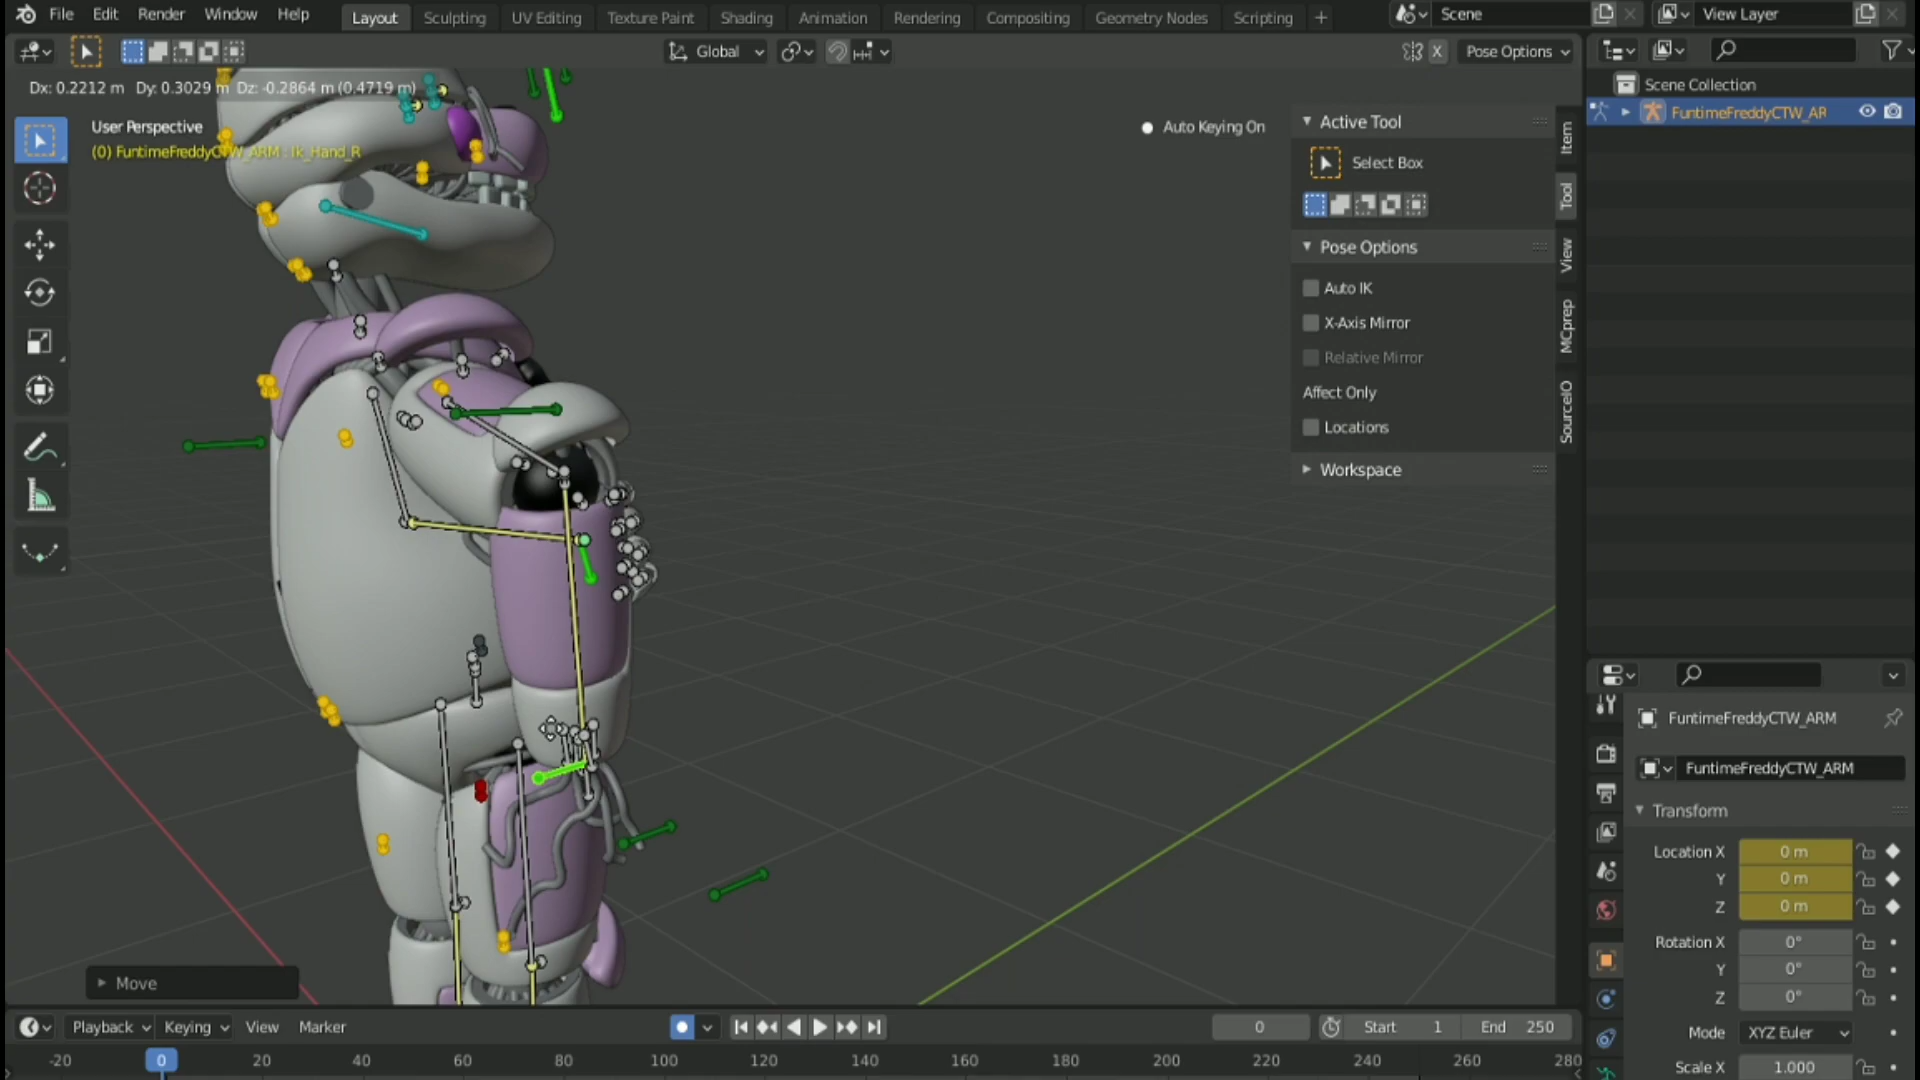 File Edit Render Window Help Layout Sculpting UV Editing Texture Paint Shading Animation Rendering Compositing Geometry Nodes Scripting + Scene View Layer
Global X Pose Options
Dx: 0.2212 m Dy: 0.3029 m Dz: -0.2864 m (0.4719 m)
Scene Collection
FuntimeFreddyCTW_AR
User Perspective
(0) FuntimeFreddyCTW_ARM : Ik_Hand_R
Auto Keying On
Active Tool
Select Box
Pose Options
Auto IK
X-Axis Mirror
Relative Mirror
Affect Only
Locations
Workspace
Item
Tool
View
MCprep
SourceIO
FuntimeFreddyCTW_ARM
FuntimeFreddyCTW_ARM
Transform
Location X 0 m
Y 0 m
Z 0 m
Rotation X 0°
Y 0°
Z 0°
Mode XYZ Euler
Scale X 1.000
Move
Playback Keying View Marker 0 Start 1 End 250
-20 0 20 40 60 80 100 120 140 160 180 200 220 240 260 280